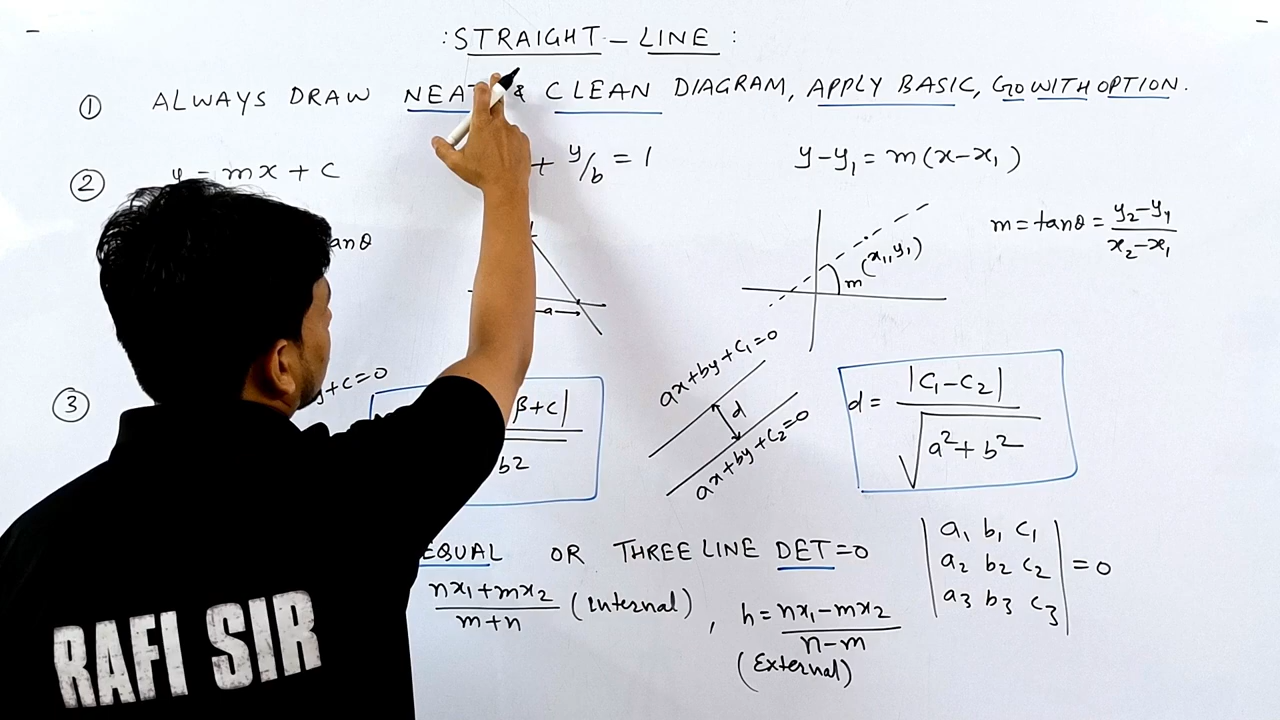 : STRAIGHT – LINE :
① ALWAYS DRAW NEAT & CLEAN DIAGRAM, APPLY BASIC, GO WITH OPTION.
② y = mx + c + y/b = 1 y-y₁ = m(x-x₁)
anθ
m = tanθ = (y₂-y₁)/(x₂-x₁)
(x₁, y₁)
m
a
③ y+c=0
β+c|
b2
ax+by+c₁=0
d
ax+by+c₂=0
d = |c₁-c₂| / √(a²+b²)
EQUAL OR THREE LINE DET=0
|a₁ b₁ c₁|
|a₂ b₂ c₂| = 0
|a₃ b₃ c₃|
(nx₁+mx₂)/(m+n) (internal) , h = (nx₁-mx₂)/(n-m)
(External)
RAFI SIR